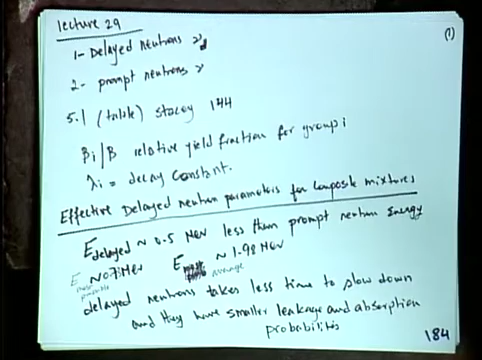 lecture 29
(1)
1- Delayed neutrons ν
2- prompt neutrons ν
5.1 (table) stacey 144
βi/β relative yield fraction for group i
λi = decay constant.
Effective Delayed neutron parameters for composite mixtures
Edelayed ~ 0.5 MeV less them prompt neutron Energy
E most probable ~0.7 MeV E average ~ 1.98 MeV
delayed neutrons takes less time to slow down
and they have smaller leakage and absorption
probabilities
184